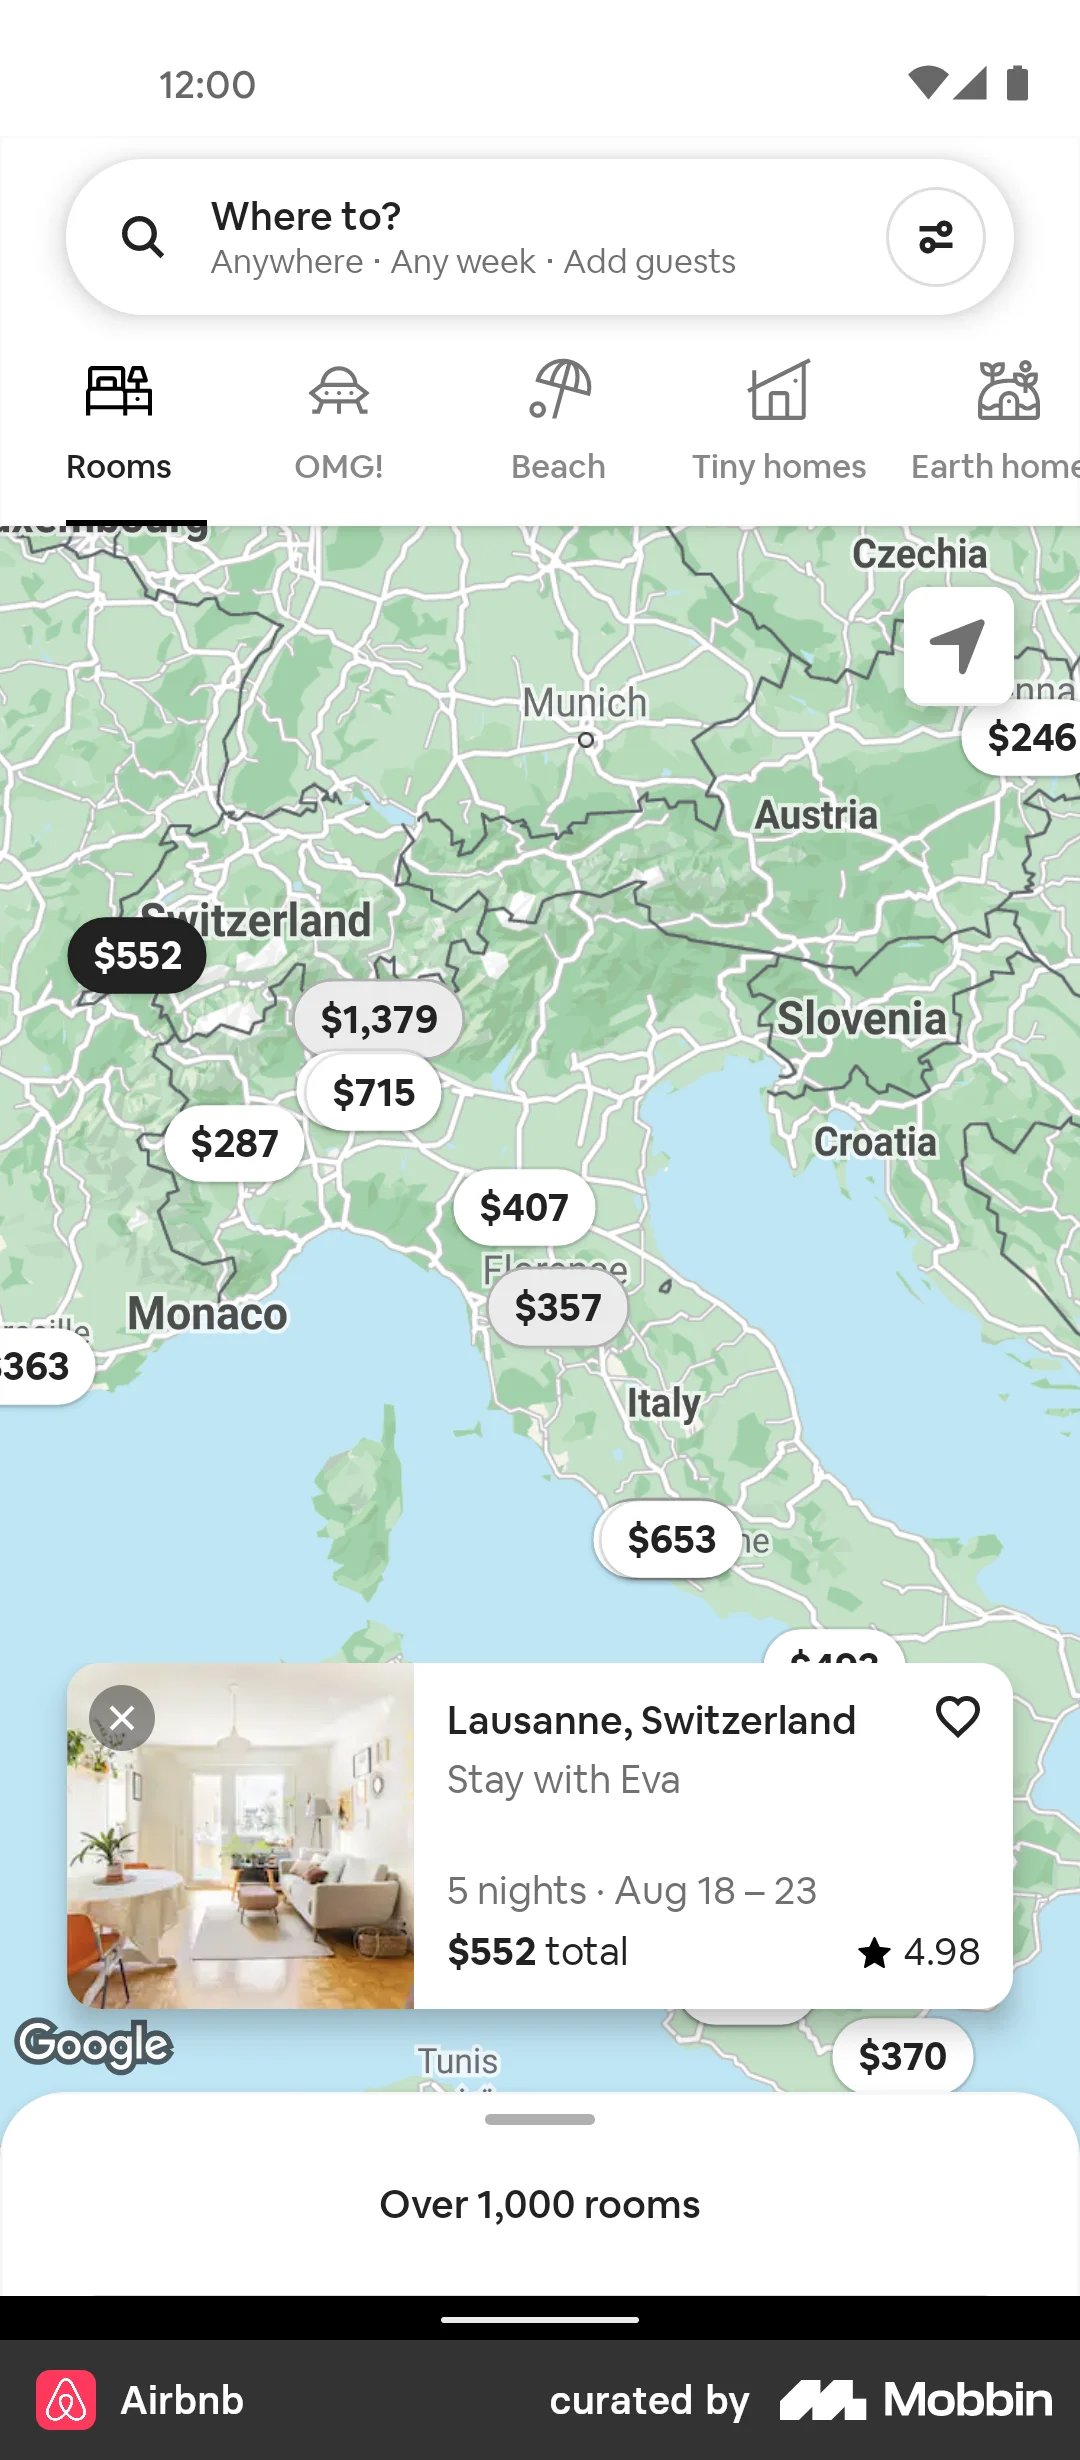 12:00
Where to?
Anywhere · Any week · Add guests
Rooms
OMG!
Beach
Tiny homes
Earth home
Czechia
Munich
$246
Austria
Switzerland
$552
$1,379
Slovenia
$715
$287
Croatia
$407
Florence
$357
Monaco
$363
Italy
$653
Lausanne, Switzerland
Stay with Eva
5 nights · Aug 18 – 23
$552 total
4.98
Google
Tunis
$370
Over 1,000 rooms
Airbnb
curated by Mobbin